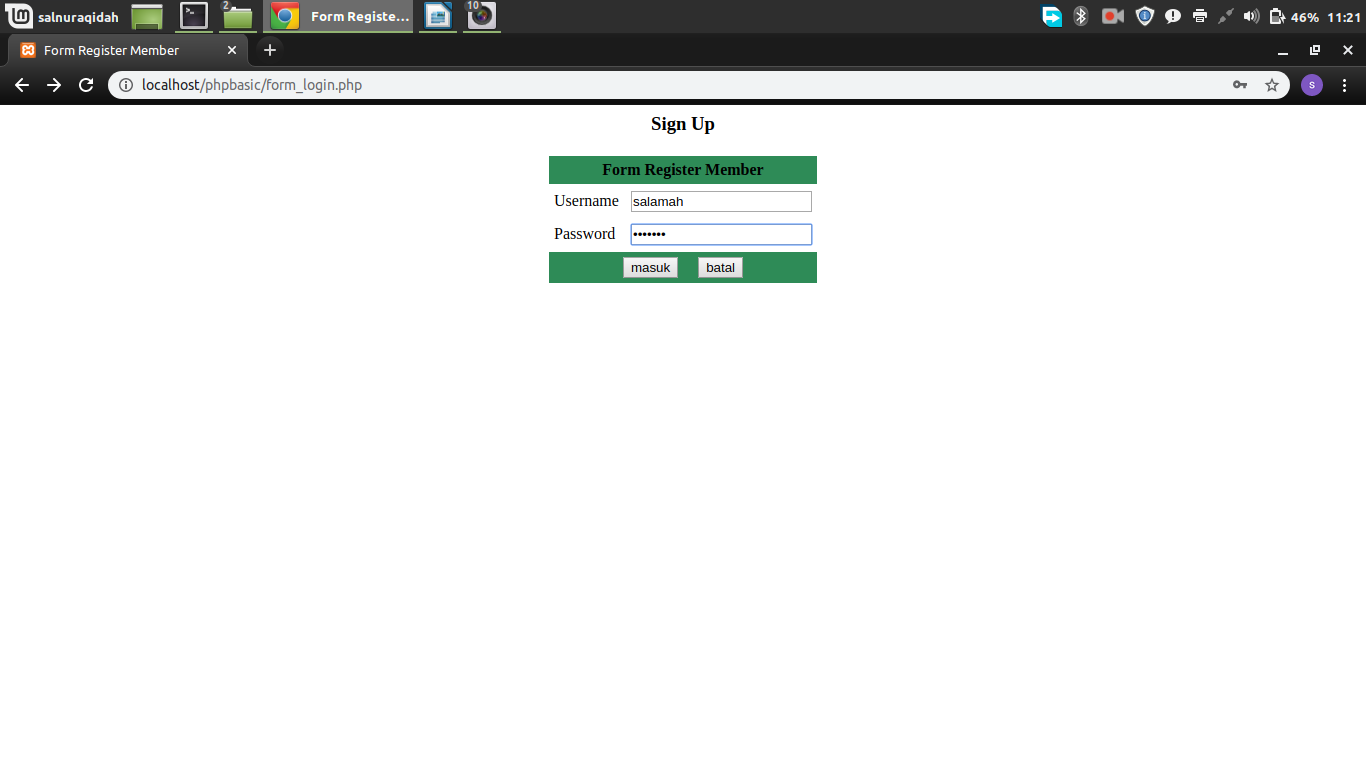 salnuraqidah 2 Form Registe... 10 46% 11:21
Form Register Member
localhost/phpbasic/form_login.php S
Sign Up
Form Register Member
Username salamah
Password •••••••
masuk batal